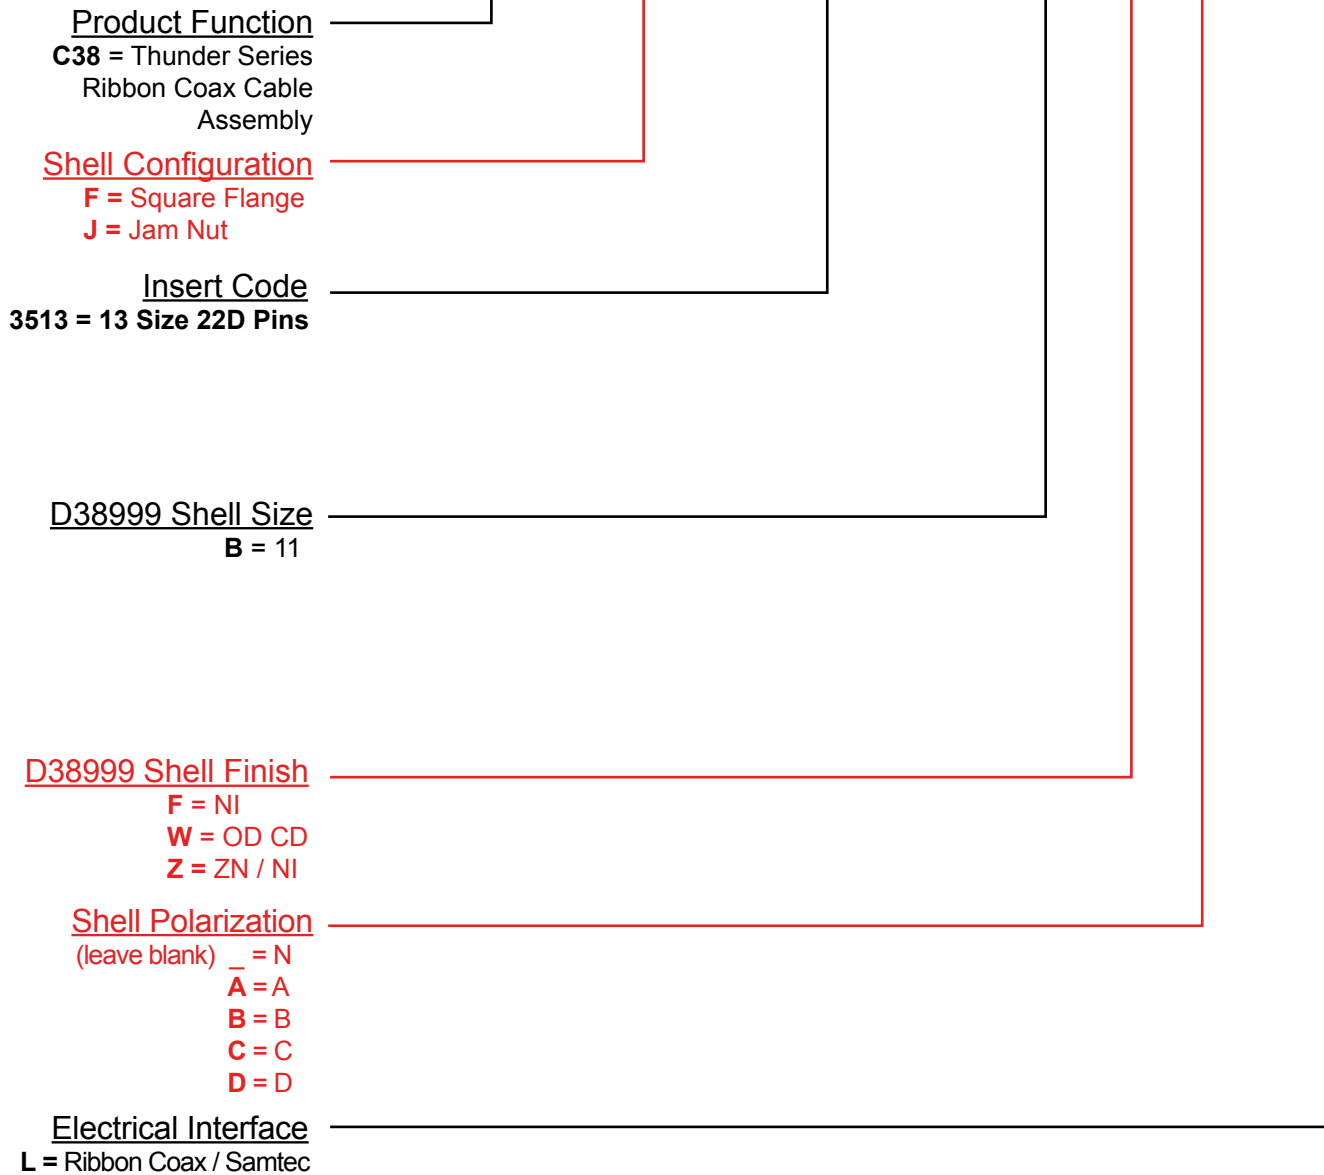 Product Function
C38 = Thunder Series
Ribbon Coax Cable
Assembly
Shell Configuration
F = Square Flange
J = Jam Nut
Insert Code
3513 = 13 Size 22D Pins
D38999 Shell Size
B = 11
D38999 Shell Finish
F = NI
W = OD CD
Z = ZN / NI
Shell Polarization
(leave blank) _ = N
A = A
B = B
C = C
D = D
Electrical Interface
L = Ribbon Coax / Samtec